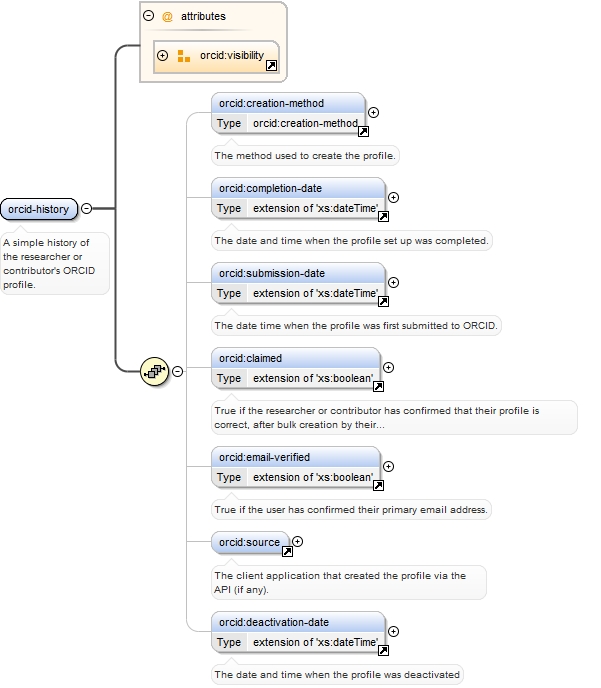 attributes
orcid:visibility
orcid:creation-method
Type orcid:creation-method
The method used to create the profile.
orcid:completion-date
Type extension of 'xs:dateTime'
The date and time when the profile set up was completed.
orcid-history
A simple history of
the researcher or
contributor's ORCID
profile.
orcid:submission-date
Type extension of 'xs:dateTime'
The date time when the profile was first submitted to ORCID.
orcid:claimed
Type extension of 'xs:boolean'
True if the researcher or contributor has confirmed that their profile is
correct, after bulk creation by their...
orcid:email-verified
Type extension of 'xs:boolean'
True if the user has confirmed their primary email address.
orcid:source
The client application that created the profile via the
API (if any).
orcid:deactivation-date
Type extension of 'xs:dateTime'
The date and time when the profile was deactivated